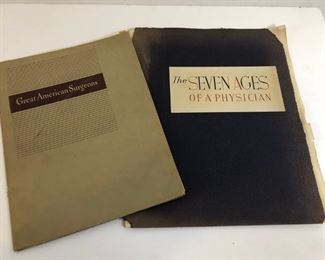 Great American Surgeons
The SEVEN AGES
OF A PHYSICIAN